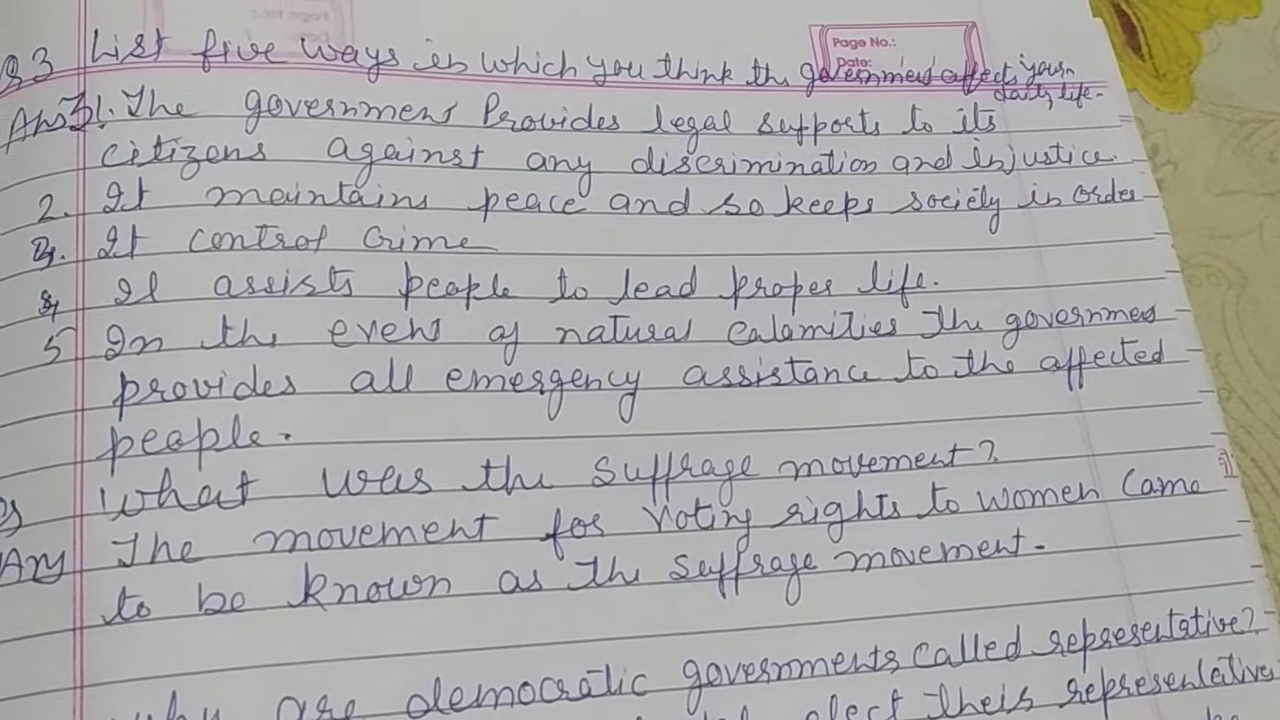 Q3 List five ways in which you think the government affects your
daily life.
Page No.:
Date:
Ans 1. The government Provides legal supports to its
citizens against any discrimination and injustice.
2. It maintains peace and so keeps society in order
3. It control Crime
4 It assists people to lead proper life.
5 In the event of natural calamities the government
provides all emergency assistance to the affected
people.
What was the suffrage movement?
Ans The movement for voting rights to women Came
to be known as the suffrage movement.
are democratic governments called representative?
elect their representative